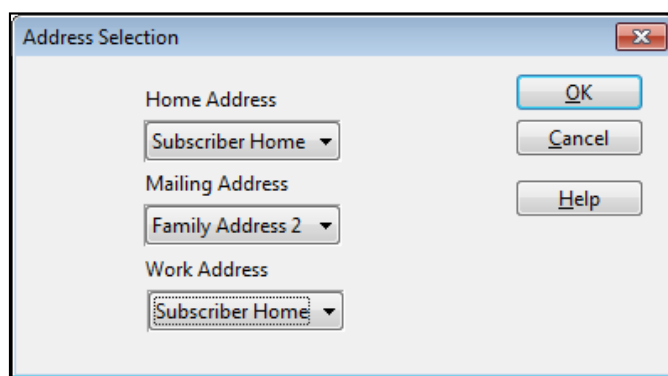 Address Selection
Home Address
Subscriber Home
Mailing Address
Family Address 2
Work Address
Subscriber Home
OK
Cancel
Help